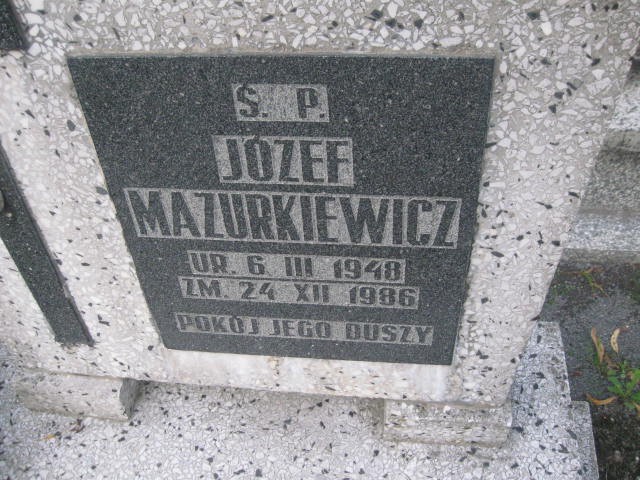 Ś. P.
JÓZEF
MAZURKIEWICZ
UR. 6 III 1948
ZM. 24 XII 1986
POKÓJ JEGO DUSZY